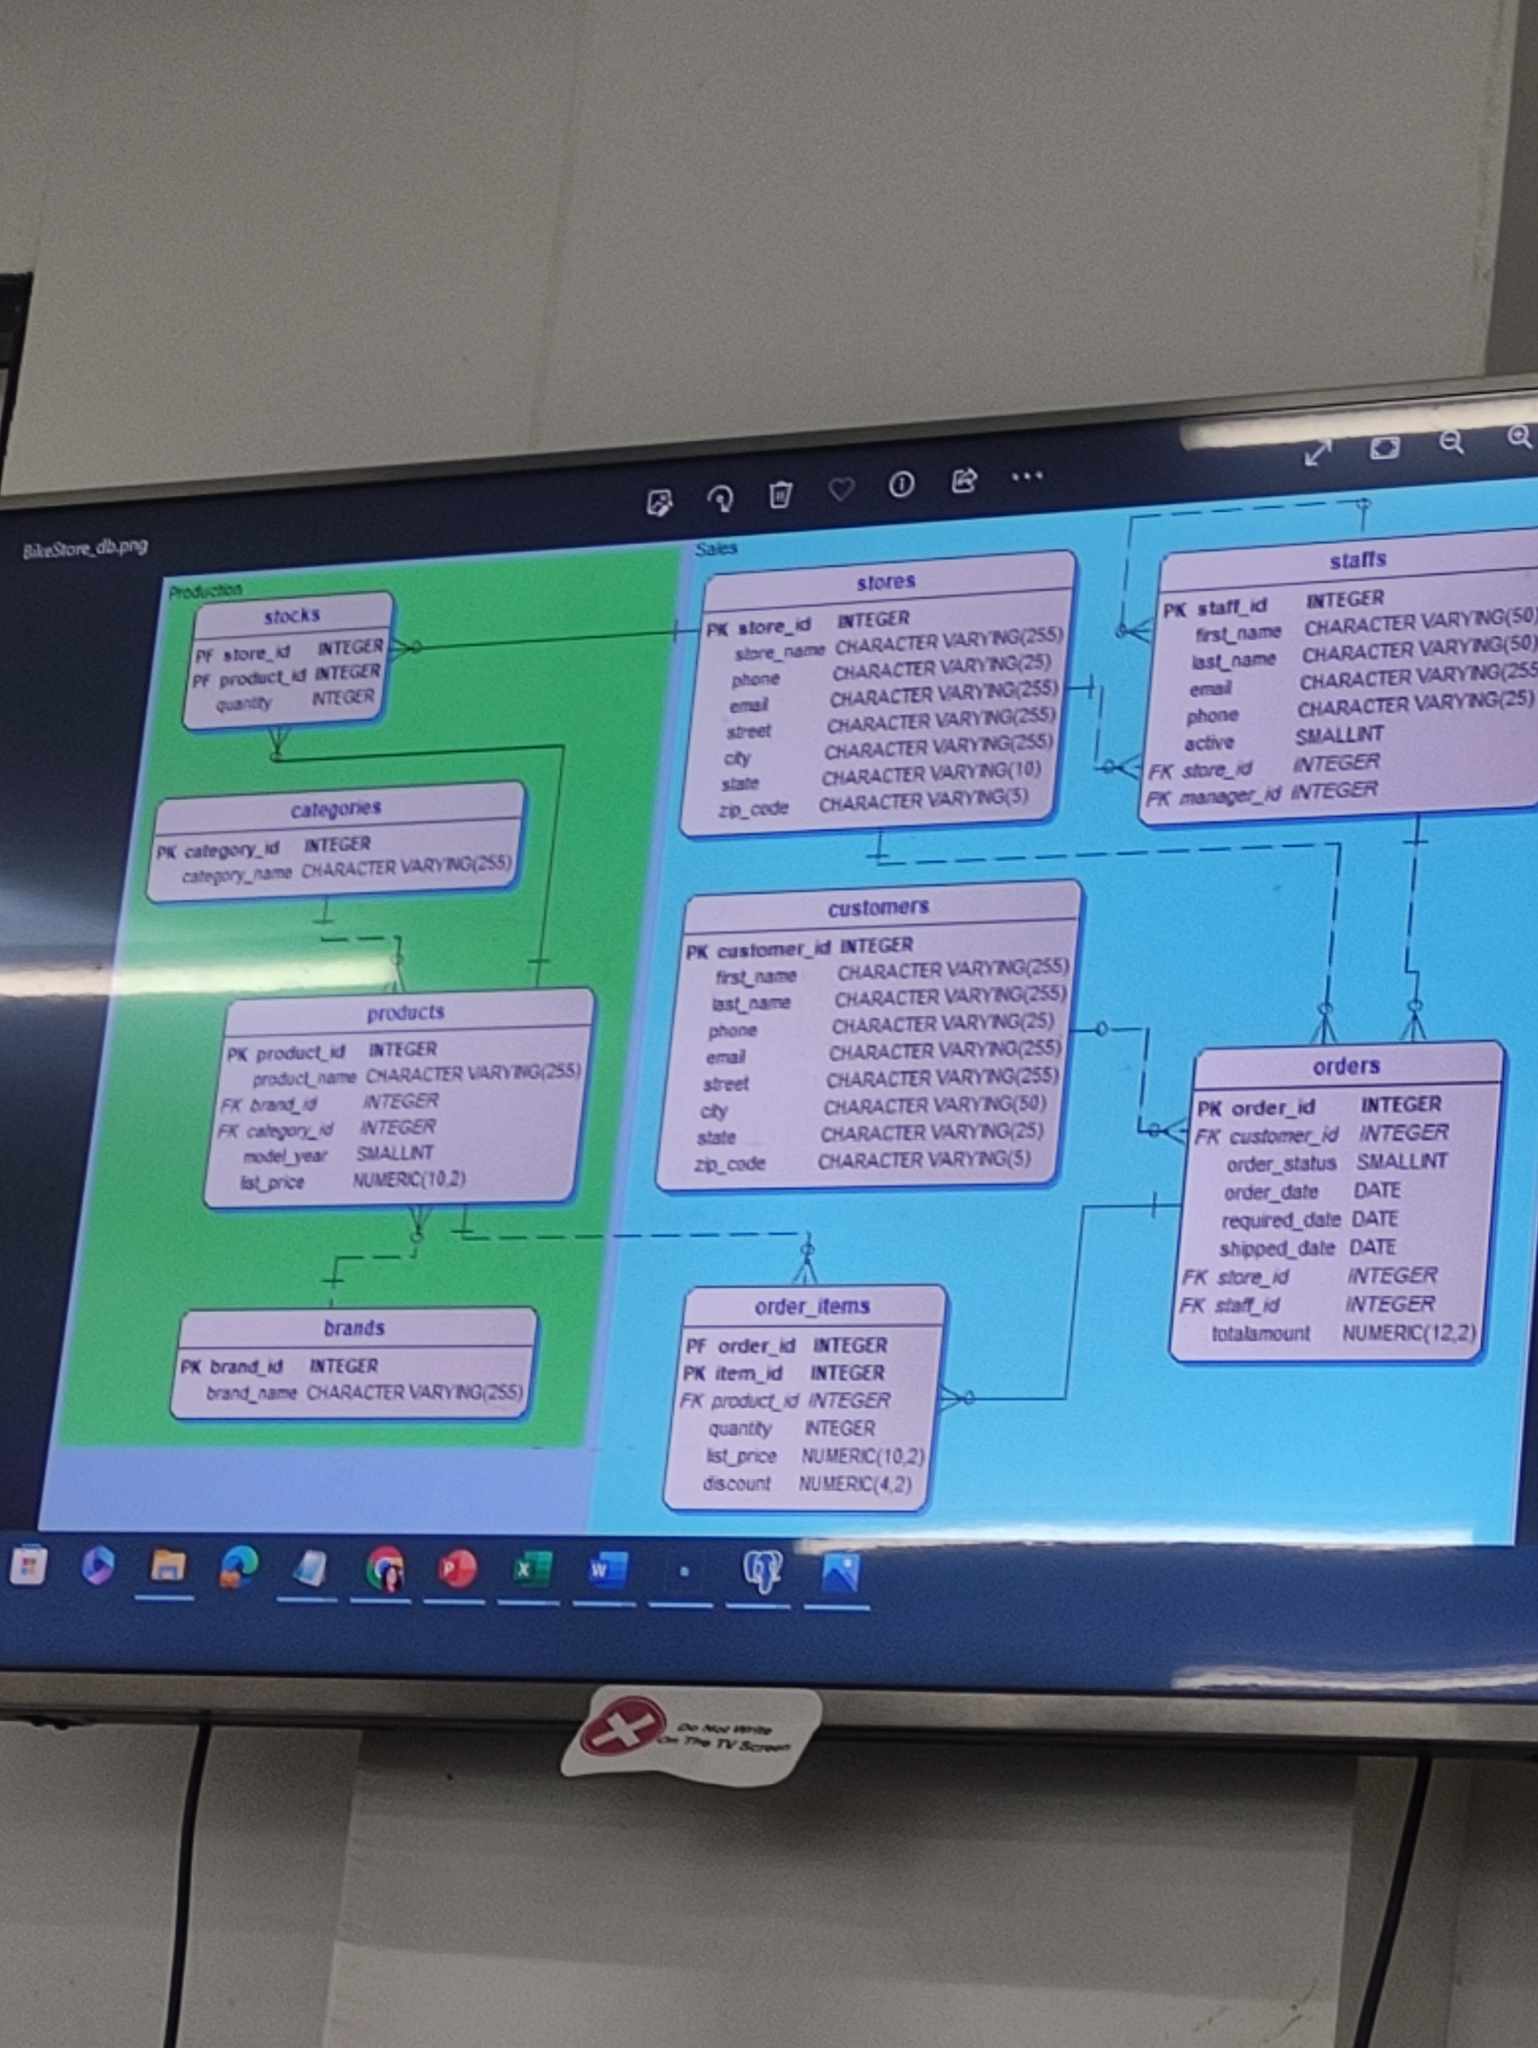 BikeStore_db.png
Production
stocks
PF store_id INTEGER
PF product_id INTEGER
quantity INTEGER
categories
PK category_id INTEGER
category_name CHARACTER VARYING(255)
products
PK product_id INTEGER
product_name CHARACTER VARYING(255)
FK brand_id INTEGER
FK category_id INTEGER
model_year SMALLINT
list_price NUMERIC(10,2)
brands
PK brand_id INTEGER
brand_name CHARACTER VARYING(255)
Sales
stores
PK store_id INTEGER
store_name CHARACTER VARYING(255)
phone CHARACTER VARYING(25)
email CHARACTER VARYING(255)
street CHARACTER VARYING(255)
city CHARACTER VARYING(255)
state CHARACTER VARYING(10)
zip_code CHARACTER VARYING(5)
customers
PK customer_id INTEGER
first_name CHARACTER VARYING(255)
last_name CHARACTER VARYING(255)
phone CHARACTER VARYING(25)
email CHARACTER VARYING(255)
street CHARACTER VARYING(255)
city CHARACTER VARYING(50)
state CHARACTER VARYING(25)
zip_code CHARACTER VARYING(5)
order_items
PF order_id INTEGER
PK item_id INTEGER
FK product_id INTEGER
quantity INTEGER
list_price NUMERIC(10,2)
discount NUMERIC(4,2)
staffs
PK staff_id INTEGER
first_name CHARACTER VARYING(50)
last_name CHARACTER VARYING(50)
email CHARACTER VARYING(255
phone CHARACTER VARYING(25)
active SMALLINT
FK store_id INTEGER
FK manager_id INTEGER
orders
PK order_id INTEGER
FK customer_id INTEGER
order_status SMALLINT
order_date DATE
required_date DATE
shipped_date DATE
FK store_id INTEGER
FK staff_id INTEGER
totalamount NUMERIC(12,2)
Do Not Write
On The TV Screen